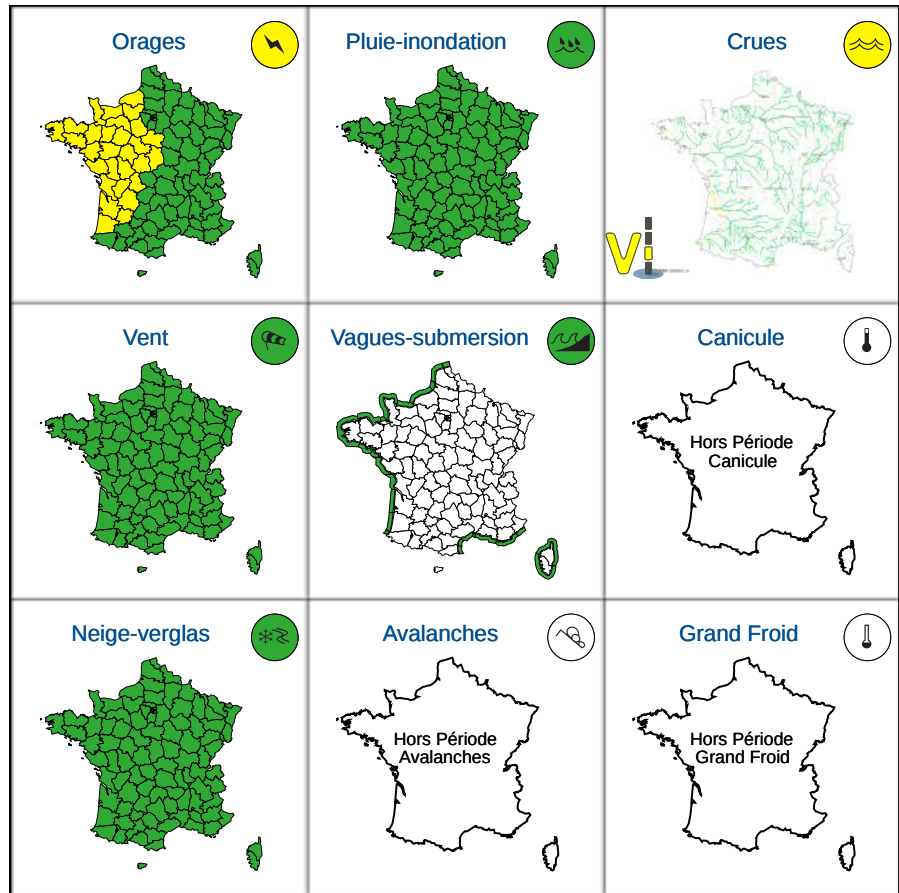 Orages
Pluie-inondation
Crues
Vi
Vent
Vagues-submersion
Canicule
Hors Période
Canicule
Neige-verglas
Avalanches
Grand Froid
Hors Période
Avalanches
Hors Période
Grand Froid